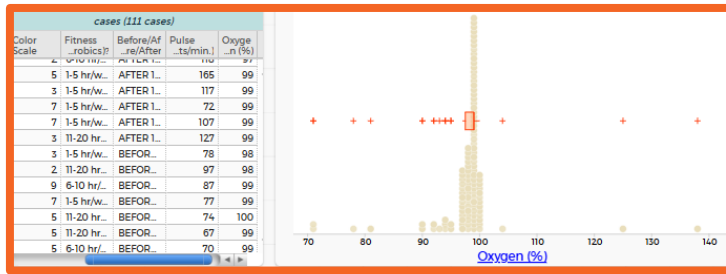 cases (111 cases)
Color Scale Fitness ...robics)? Before/Af ...re/After Pulse ...ts/min.) Oxyge ...n (%)
5 1-5 hr/w... AFTER 1... 165 99
3 1-5 hr/w... AFTER 1... 117 99
7 1-5 hr/w... AFTER 1... 72 99
7 1-5 hr/w... AFTER 1... 107 99
3 11-20 hr... AFTER 1... 127 99
3 1-5 hr/w... BEFOR... 78 98
2 11-20 hr... BEFOR... 97 98
9 6-10 hr/... BEFOR... 87 99
7 1-5 hr/w... BEFOR... 77 99
5 11-20 hr... BEFOR... 74 100
5 11-20 hr... BEFOR... 67 99
5 6-10 hr/... BEFOR... 70 99
70 80 90 100 110 120 130 140
Oxygen (%)